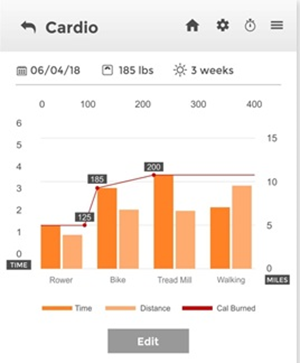 Cardio
06/04/18 185 lbs 3 weeks
0 100 200 300 400
6
5 15
4
3 10
2
1 5
0 0
185
200
125
TIME MILES
Rower Bike Tread Mill Walking
Time Distance Cal Burned
Edit